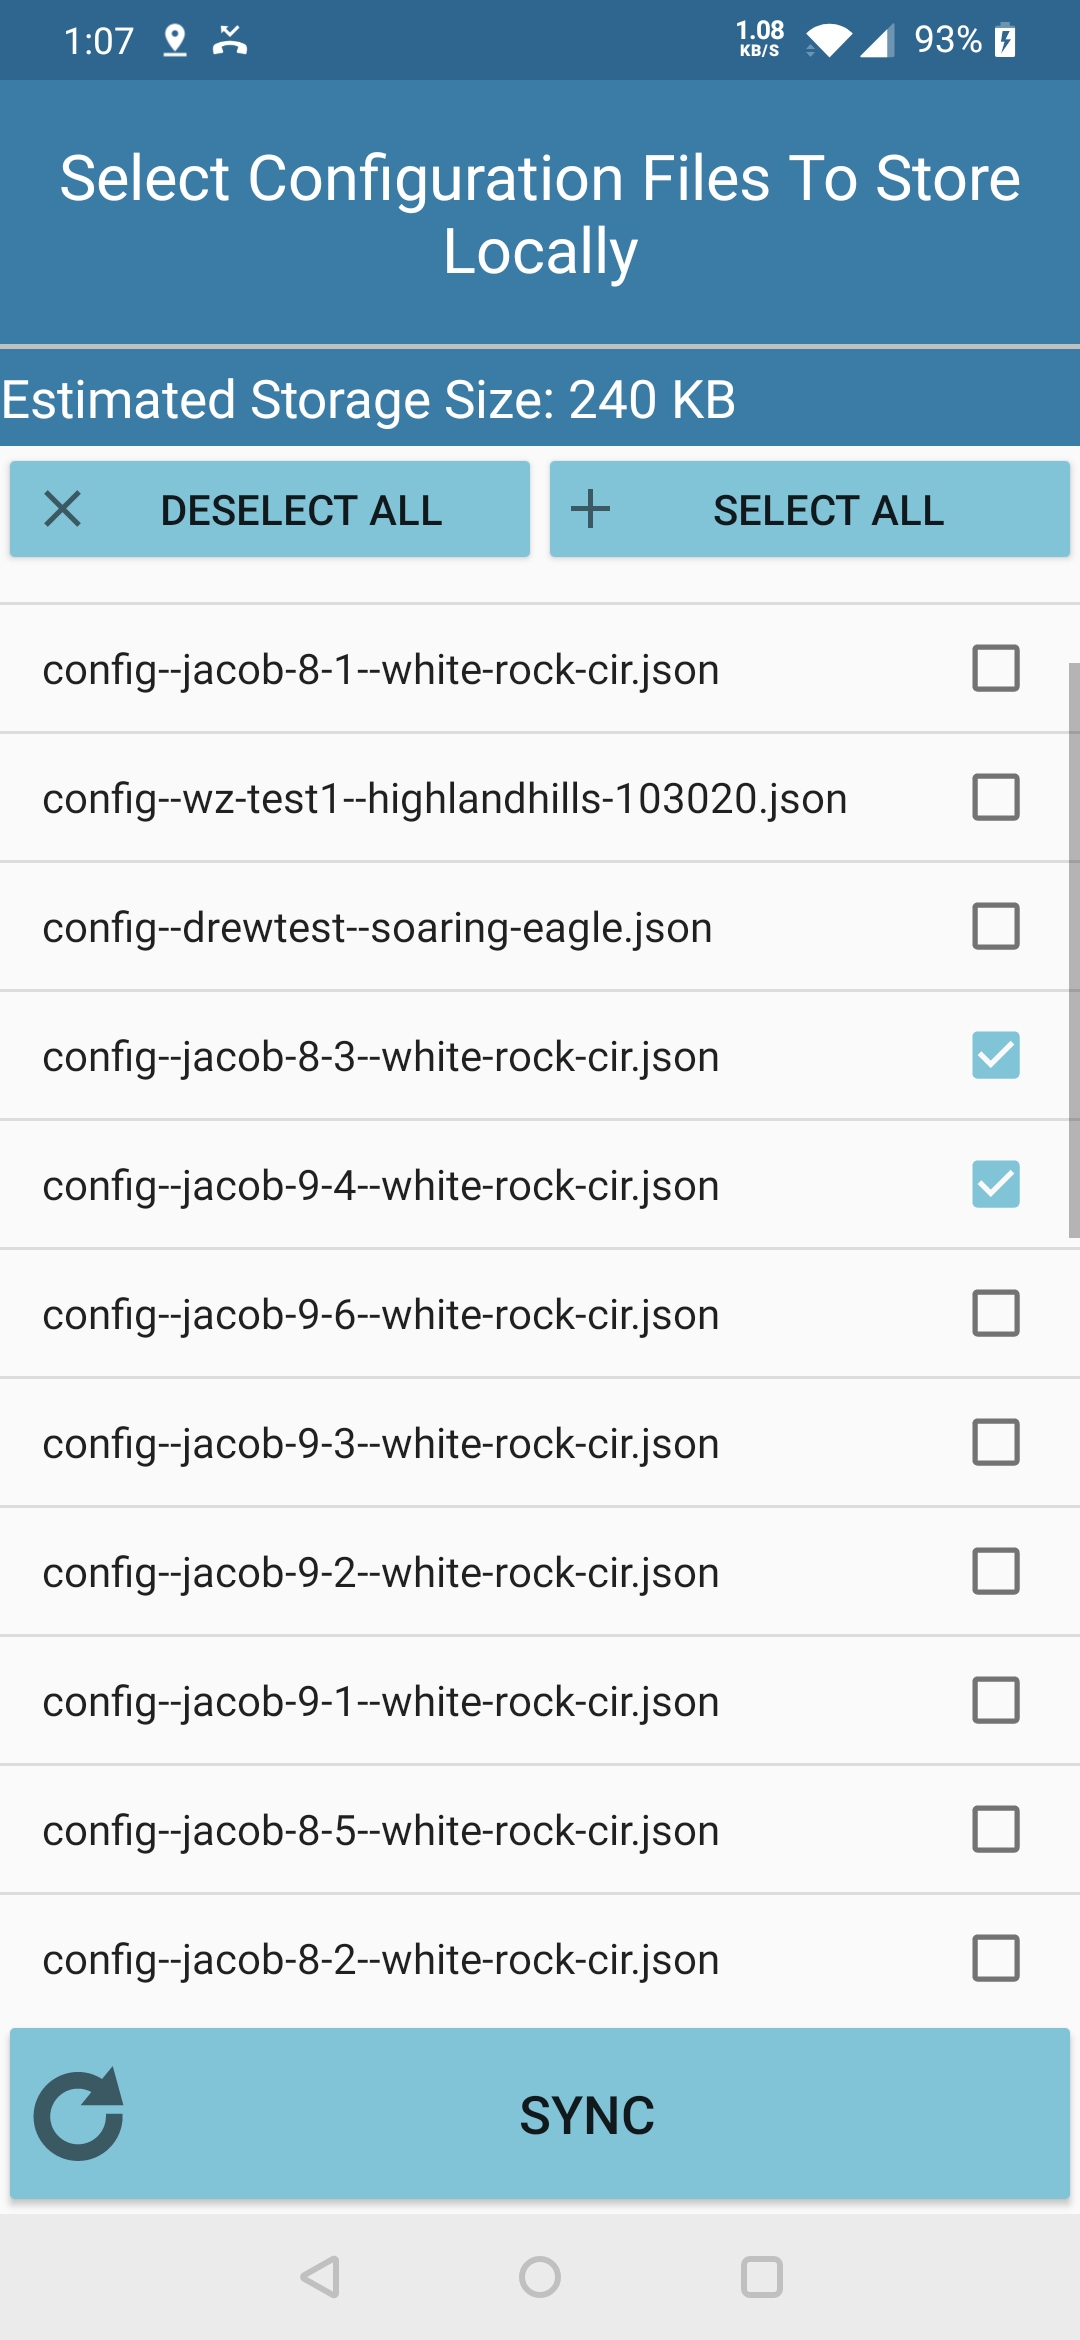 1:07
1.08
KB/S
93%
Select Configuration Files To Store
Locally
Estimated Storage Size: 240 KB
DESELECT ALL
SELECT ALL
config--jacob-8-1--white-rock-cir.json
config--wz-test1--highlandhills-103020.json
config--drewtest--soaring-eagle.json
config--jacob-8-3--white-rock-cir.json
config--jacob-9-4--white-rock-cir.json
config--jacob-9-6--white-rock-cir.json
config--jacob-9-3--white-rock-cir.json
config--jacob-9-2--white-rock-cir.json
config--jacob-9-1--white-rock-cir.json
config--jacob-8-5--white-rock-cir.json
config--jacob-8-2--white-rock-cir.json
SYNC